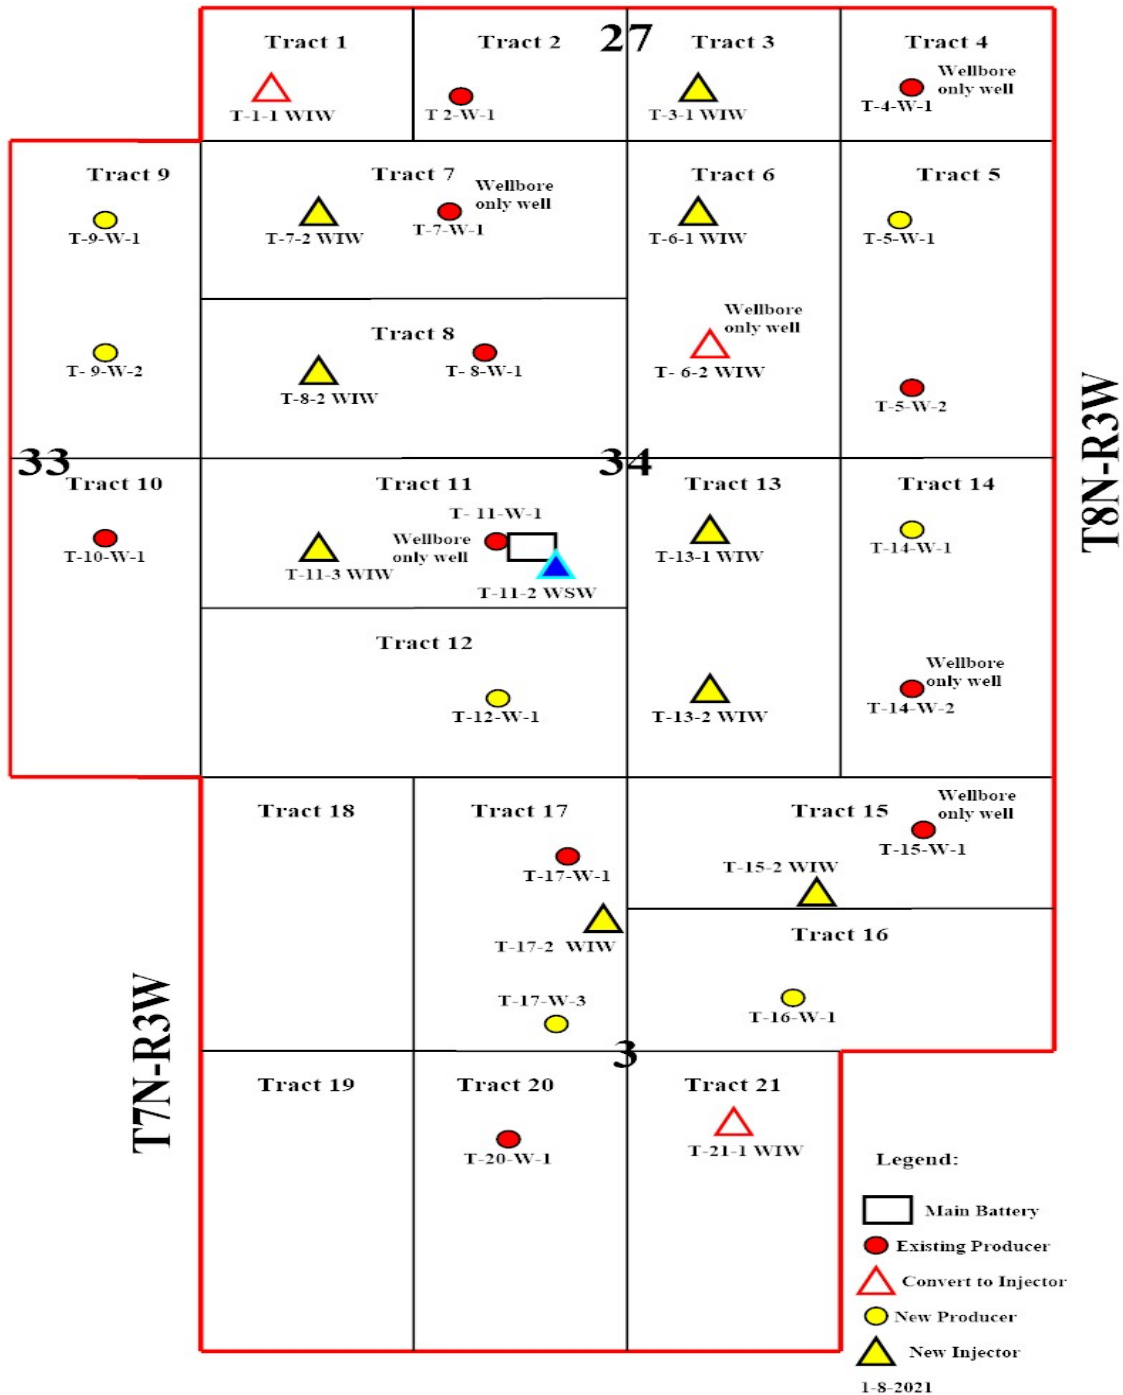 Tract 1
Tract 2
27
Tract 3
Tract 4
Wellbore
only well
T-1-1 WIW
T 2-W-1
T-3-1 WIW
T-4-W-1
Tract 9
Tract 7
Wellbore
only well
Tract 6
Tract 5
T-9-W-1
T-7-2 WIW
T-7-W-1
T-6-1 WIW
T-5-W-1
Wellbore
only well
Tract 8
T- 9-W-2
T- 8-W-1
T- 6-2 WIW
T-8-2 WIW
T-5-W-2
T8N-R3W
33
34
Tract 10
Tract 11
Tract 13
Tract 14
T- 11-W-1
Wellbore
only well
T-10-W-1
T-11-3 WIW
T-11-2 WSW
T-13-1 WIW
T-14-W-1
Tract 12
Wellbore
only well
T-12-W-1
T-13-2 WIW
T-14-W-2
Tract 18
Tract 17
Tract 15
Wellbore
only well
T-15-W-1
T-17-W-1
T-15-2 WIW
T-17-2 WIW
Tract 16
T-17-W-3
T-16-W-1
T7N-R3W
3
Tract 19
Tract 20
Tract 21
T-20-W-1
T-21-1 WIW
Legend:
Main Battery
Existing Producer
Convert to Injector
New Producer
New Injector
1-8-2021